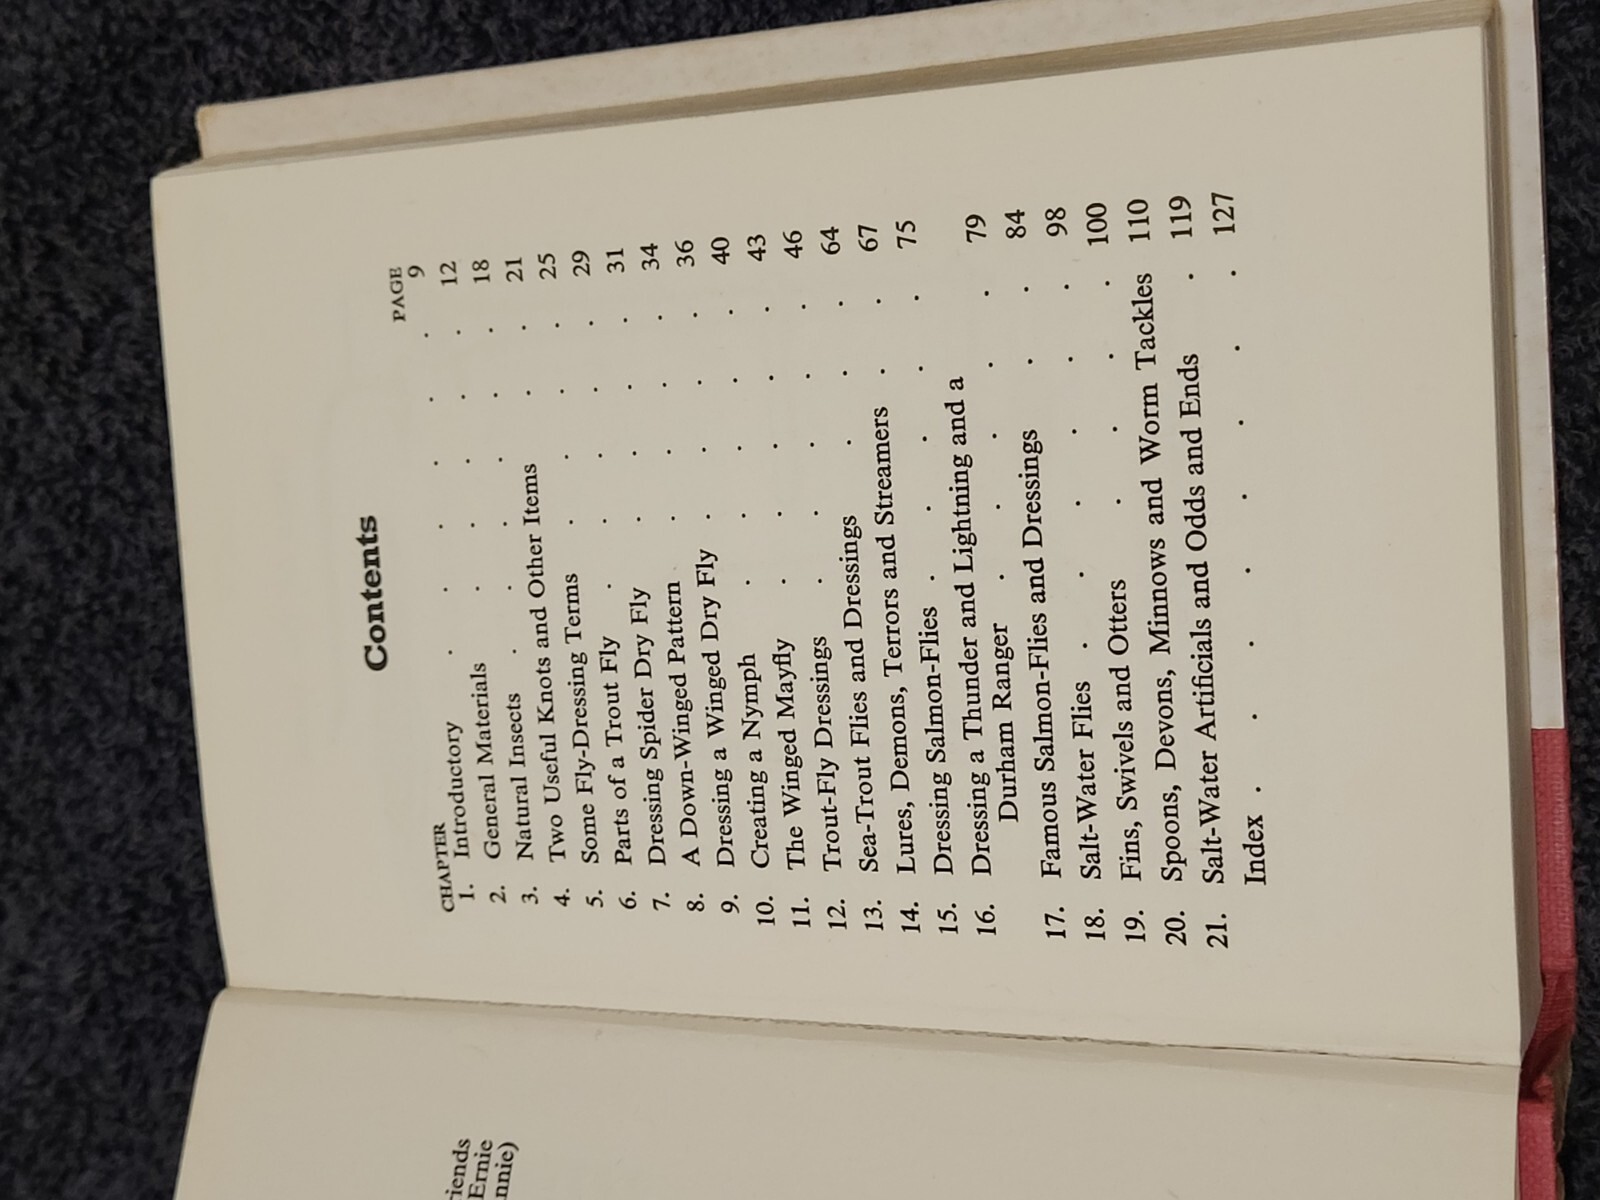 iends
Ernie
nnie)
Contents
CHAPTER PAGE
1. Introductory . . . . . . 9
2. General Materials . . . . . 12
3. Natural Insects . . . . . . 18
4. Two Useful Knots and Other Items . . . 21
5. Some Fly-Dressing Terms . . . . 25
6. Parts of a Trout Fly . . . . . 29
7. Dressing Spider Dry Fly . . . . 31
8. A Down-Winged Pattern . . . . 34
9. Dressing a Winged Dry Fly . . . . 36
10. Creating a Nymph . . . . . 40
11. The Winged Mayfly . . . . . 43
12. Trout-Fly Dressings . . . . . 46
13. Sea-Trout Flies and Dressings . . . 64
14. Lures, Demons, Terrors and Streamers . . 67
15. Dressing Salmon-Flies . . . . . 75
16. Dressing a Thunder and Lightning and a
Durham Ranger . . . . . 79
17. Famous Salmon-Flies and Dressings . . 84
18. Salt-Water Flies . . . . . . 98
19. Fins, Swivels and Otters . . . . 100
20. Spoons, Devons, Minnows and Worm Tackles 110
21. Salt-Water Artificials and Odds and Ends . 119
Index . . . . . . . . 127